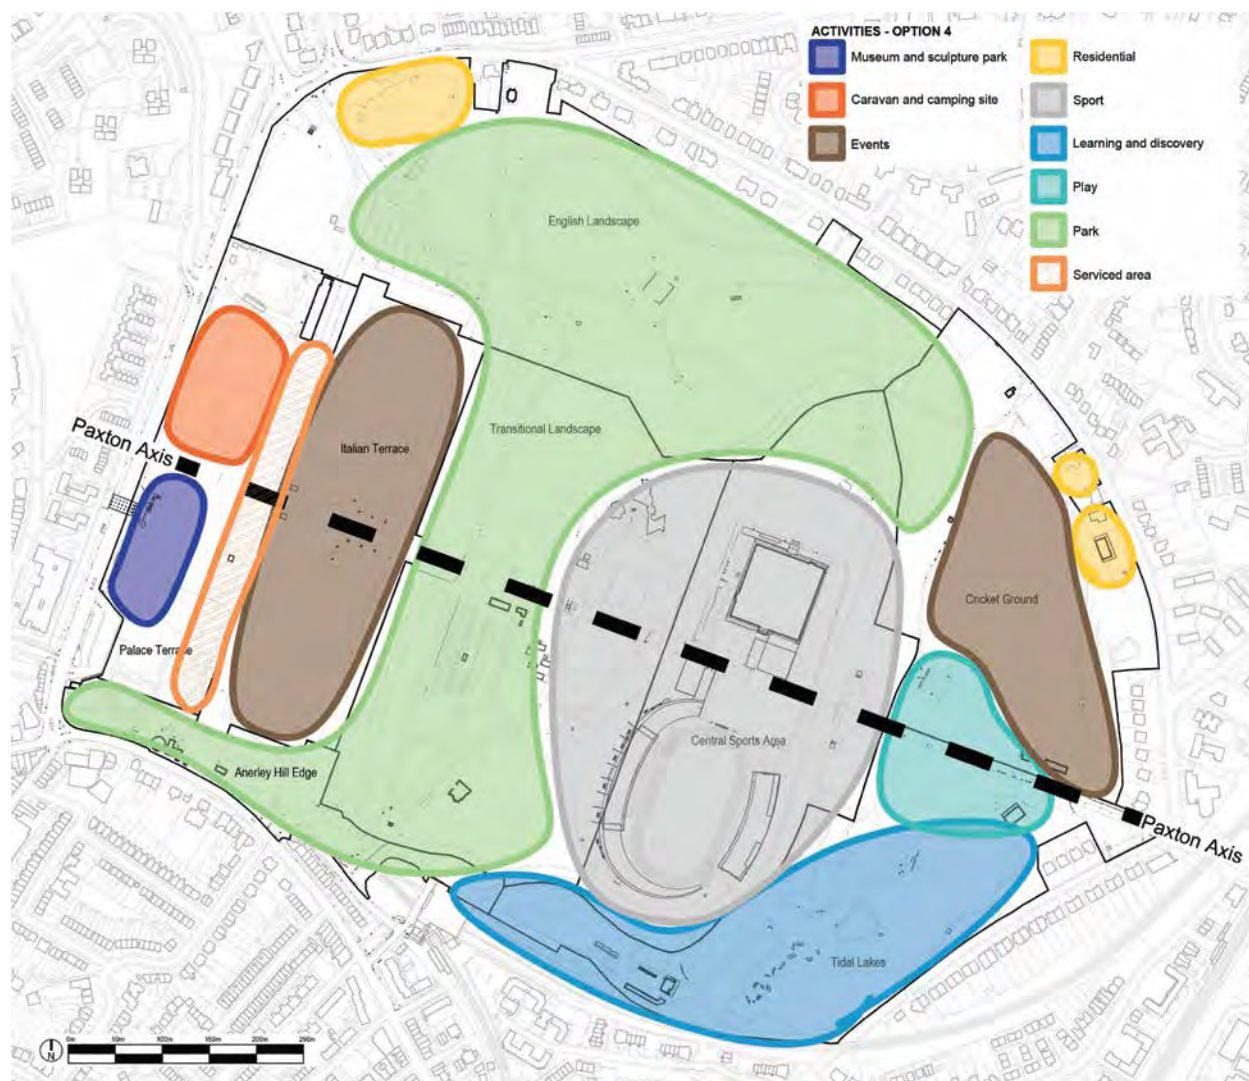 ACTIVITIES - OPTION 4
Museum and sculpture park
Caravan and camping site
Events
Residential
Sport
Learning and discovery
Play
Park
Serviced area
English Landscape
Transitional Landscape
Italian Terrace
Paxton Axis
Palace Terrace
Anerley Hill Edge
Cricket Ground
Central Sports Area
Paxton Axis
Tidal Lakes
N
0m 50m 100m 150m 200m 250m